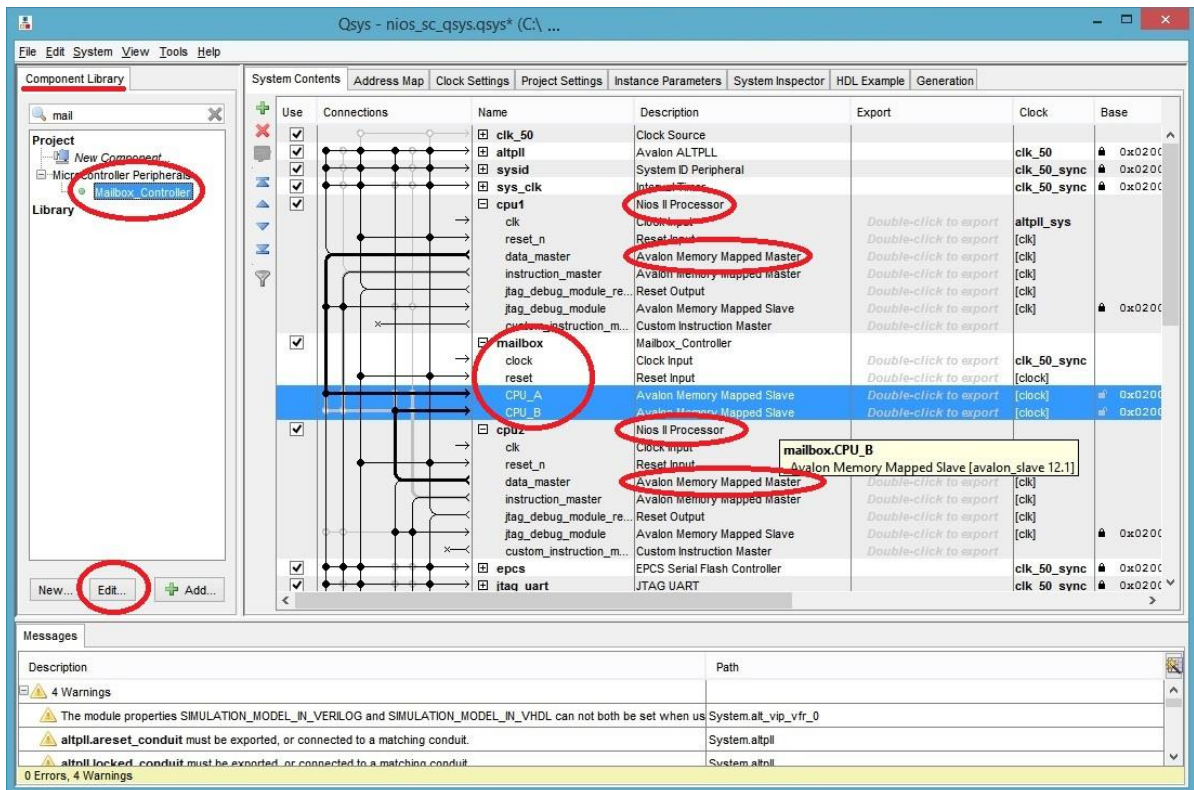 Qsys - nios_sc_qsys.qsys* (C:\ ...
File Edit System View Tools Help
Component Library
mail
Project
New Component...
Microcontroller Peripherals
Mailbox_Controller
Library
New... Edit... Add...
System Contents Address Map Clock Settings Project Settings Instance Parameters System Inspector HDL Example Generation
Use Connections Name Description Export Clock Base
clk_50 Clock Source
altpll Avalon ALTPLL clk_50 0x0200
sysid System ID Peripheral clk_50_sync 0x0200
sys_clk Interval Timer clk_50_sync 0x0200
cpu1 Nios II Processor
clk Clock Input Double-click to export altpll_sys
reset_n Reset Input Double-click to export [clk]
data_master Avalon Memory Mapped Master Double-click to export [clk]
instruction_master Avalon Memory Mapped Master Double-click to export [clk]
jtag_debug_module_re... Reset Output Double-click to export [clk]
jtag_debug_module Avalon Memory Mapped Slave Double-click to export [clk] 0x0200
custom_instruction_m... Custom Instruction Master Double-click to export
mailbox Mailbox_Controller
clock Clock Input Double-click to export clk_50_sync
reset Reset Input Double-click to export [clock]
CPU_A Avalon Memory Mapped Slave Double-click to export [clock] 0x0200
CPU_B Avalon Memory Mapped Slave Double-click to export [clock] 0x0200
cpu2 Nios II Processor
clk Clock Input
reset_n Reset Input
mailbox.CPU_B
Avalon Memory Mapped Slave [avalon_slave 12.1]
data_master Avalon Memory Mapped Master Double-click to export [clk]
instruction_master Avalon Memory Mapped Master Double-click to export [clk]
jtag_debug_module_re... Reset Output Double-click to export [clk]
jtag_debug_module Avalon Memory Mapped Slave Double-click to export [clk] 0x0200
custom_instruction_m... Custom Instruction Master Double-click to export
epcs EPCS Serial Flash Controller clk_50_sync 0x0200
jtag_uart JTAG UART clk_50_sync 0x0200
Messages
Description Path
4 Warnings
The module properties SIMULATION_MODEL_IN_VERILOG and SIMULATION_MODEL_IN_VHDL can not both be set when us System.alt_vip_vfr_0
altpll.areset_conduit must be exported, or connected to a matching conduit. System.altpll
altpll.locked_conduit must be exported, or connected to a matching conduit. System.altpll
0 Errors, 4 Warnings